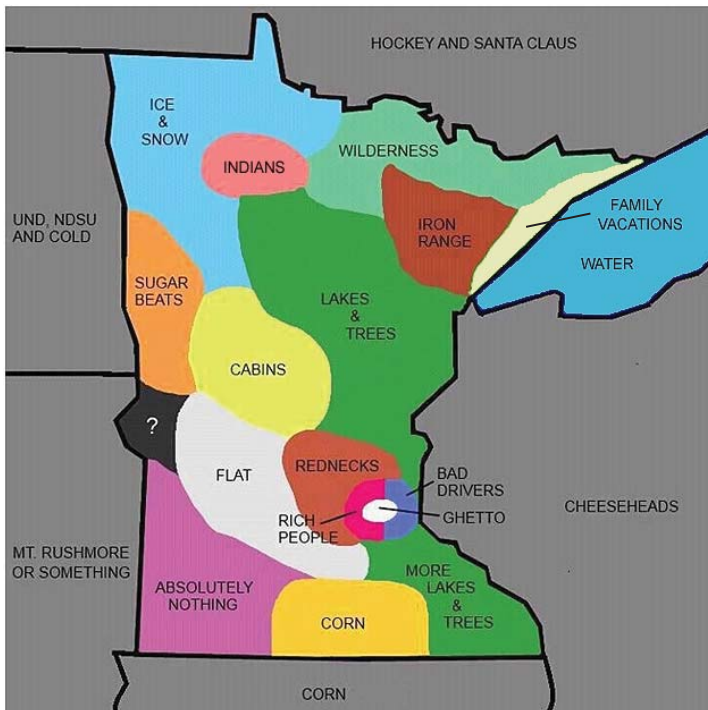 HOCKEY AND SANTA CLAUS
ICE
&
SNOW
INDIANS
WILDERNESS
UND, NDSU
AND COLD
IRON
RANGE
FAMILY
VACATIONS
WATER
SUGAR
BEATS
LAKES
&
TREES
CABINS
?
FLAT
REDNECKS
BAD
DRIVERS
GHETTO
RICH
PEOPLE
CHEESEHEADS
MT. RUSHMORE
OR SOMETHING
ABSOLUTELY
NOTHING
MORE
LAKES
&
TREES
CORN
CORN